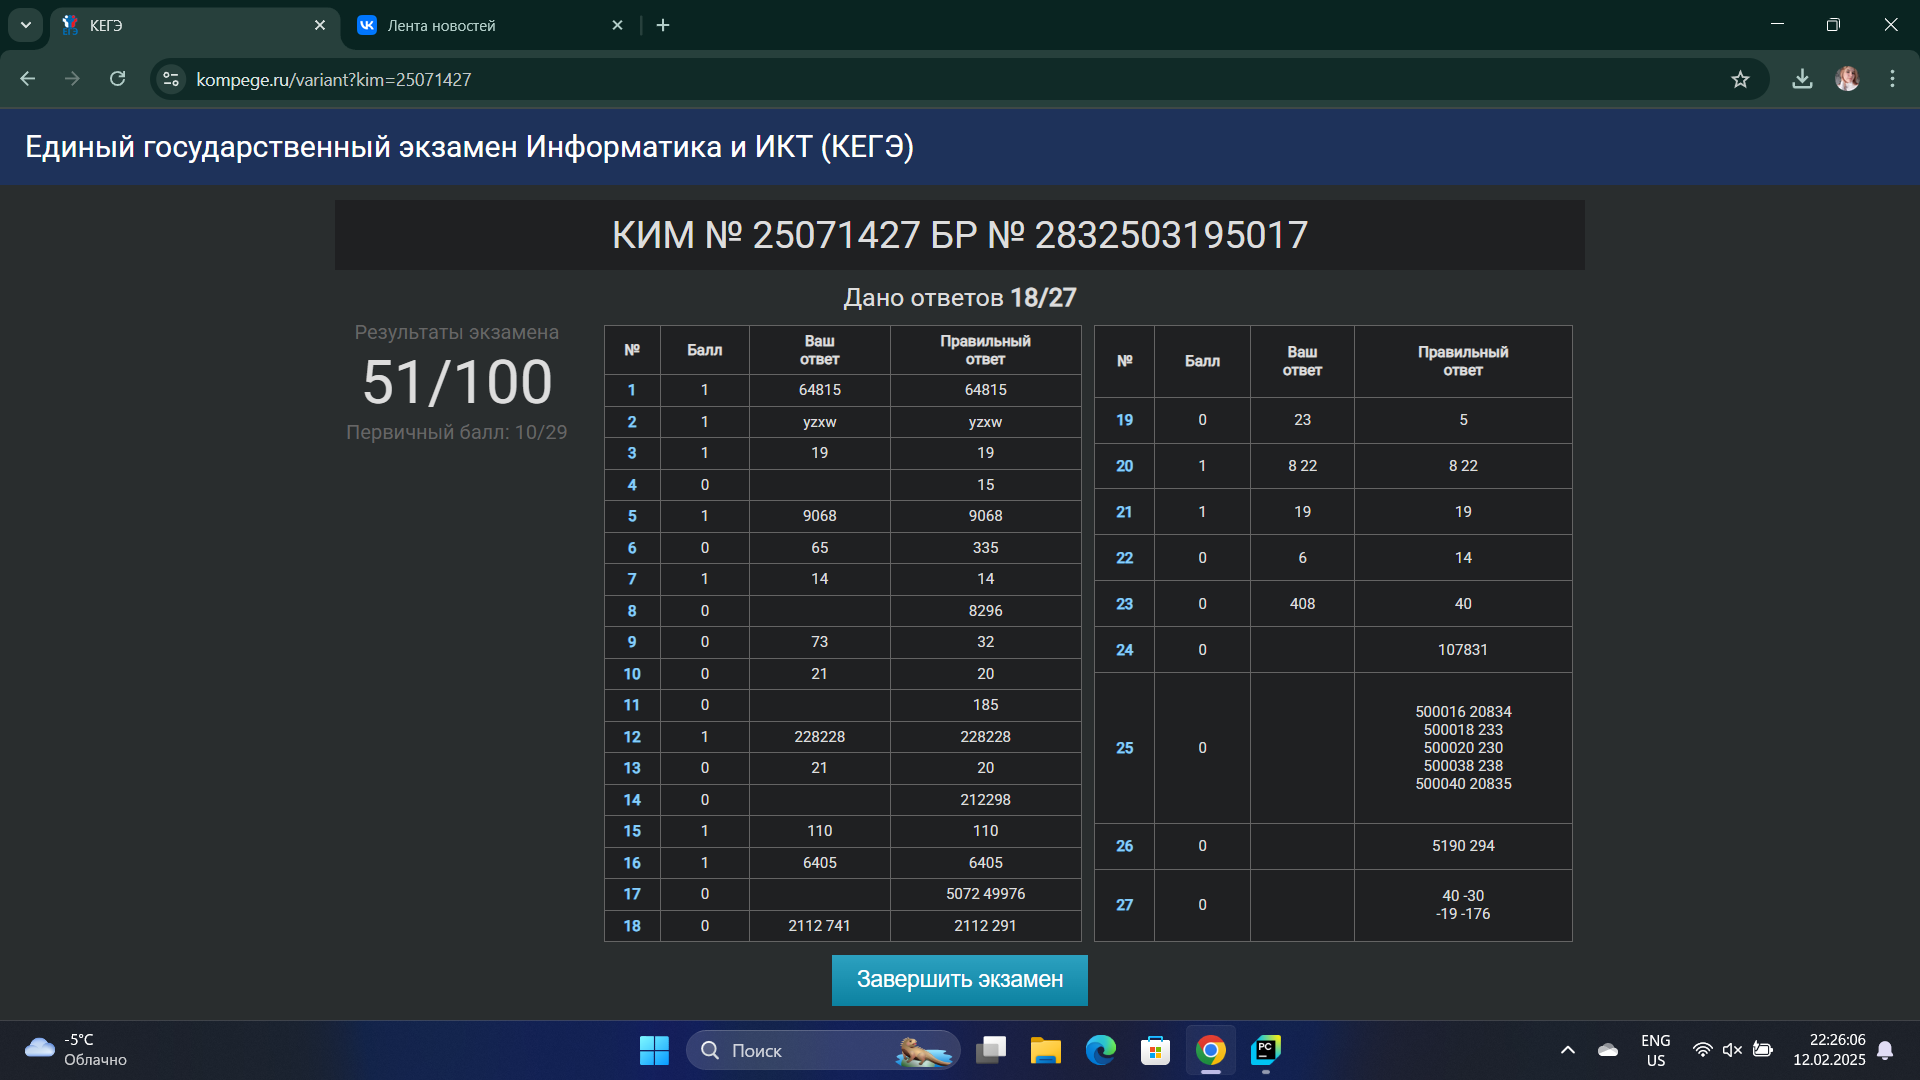 КЕГЭ
Лента новостей
kompege.ru/variant?kim=25071427
Единый государственный экзамен Информатика и ИКТ (КЕГЭ)
КИМ № 25071427 БР № 2832503195017
Дано ответов 18/27
Результаты экзамена
51/100
Первичный балл: 10/29
№ Балл Ваш ответ Правильный ответ
1 1 64815 64815
2 1 yzxw yzxw
3 1 19 19
4 0 15
5 1 9068 9068
6 0 65 335
7 1 14 14
8 0 8296
9 0 73 32
10 0 21 20
11 0 185
12 1 228228 228228
13 0 21 20
14 0 212298
15 1 110 110
16 1 6405 6405
17 0 5072 49976
18 0 2112 741 2112 291
№ Балл Ваш ответ Правильный ответ
19 0 23 5
20 1 8 22 8 22
21 1 19 19
22 0 6 14
23 0 408 40
24 0 107831
25 0 500016 20834
500018 233
500020 230
500038 238
500040 20835
26 0 5190 294
27 0 40 -30
-19 -176
Завершить экзамен
-5°C
Облачно
Поиск
ENG
US
22:26:06
12.02.2025